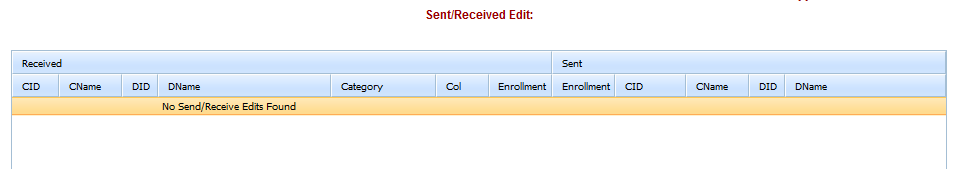 Sent/Received Edit:
Received Sent
CID CName DID DName Category Col Enrollment Enrollment CID CName DID DName
No Send/Receive Edits Found